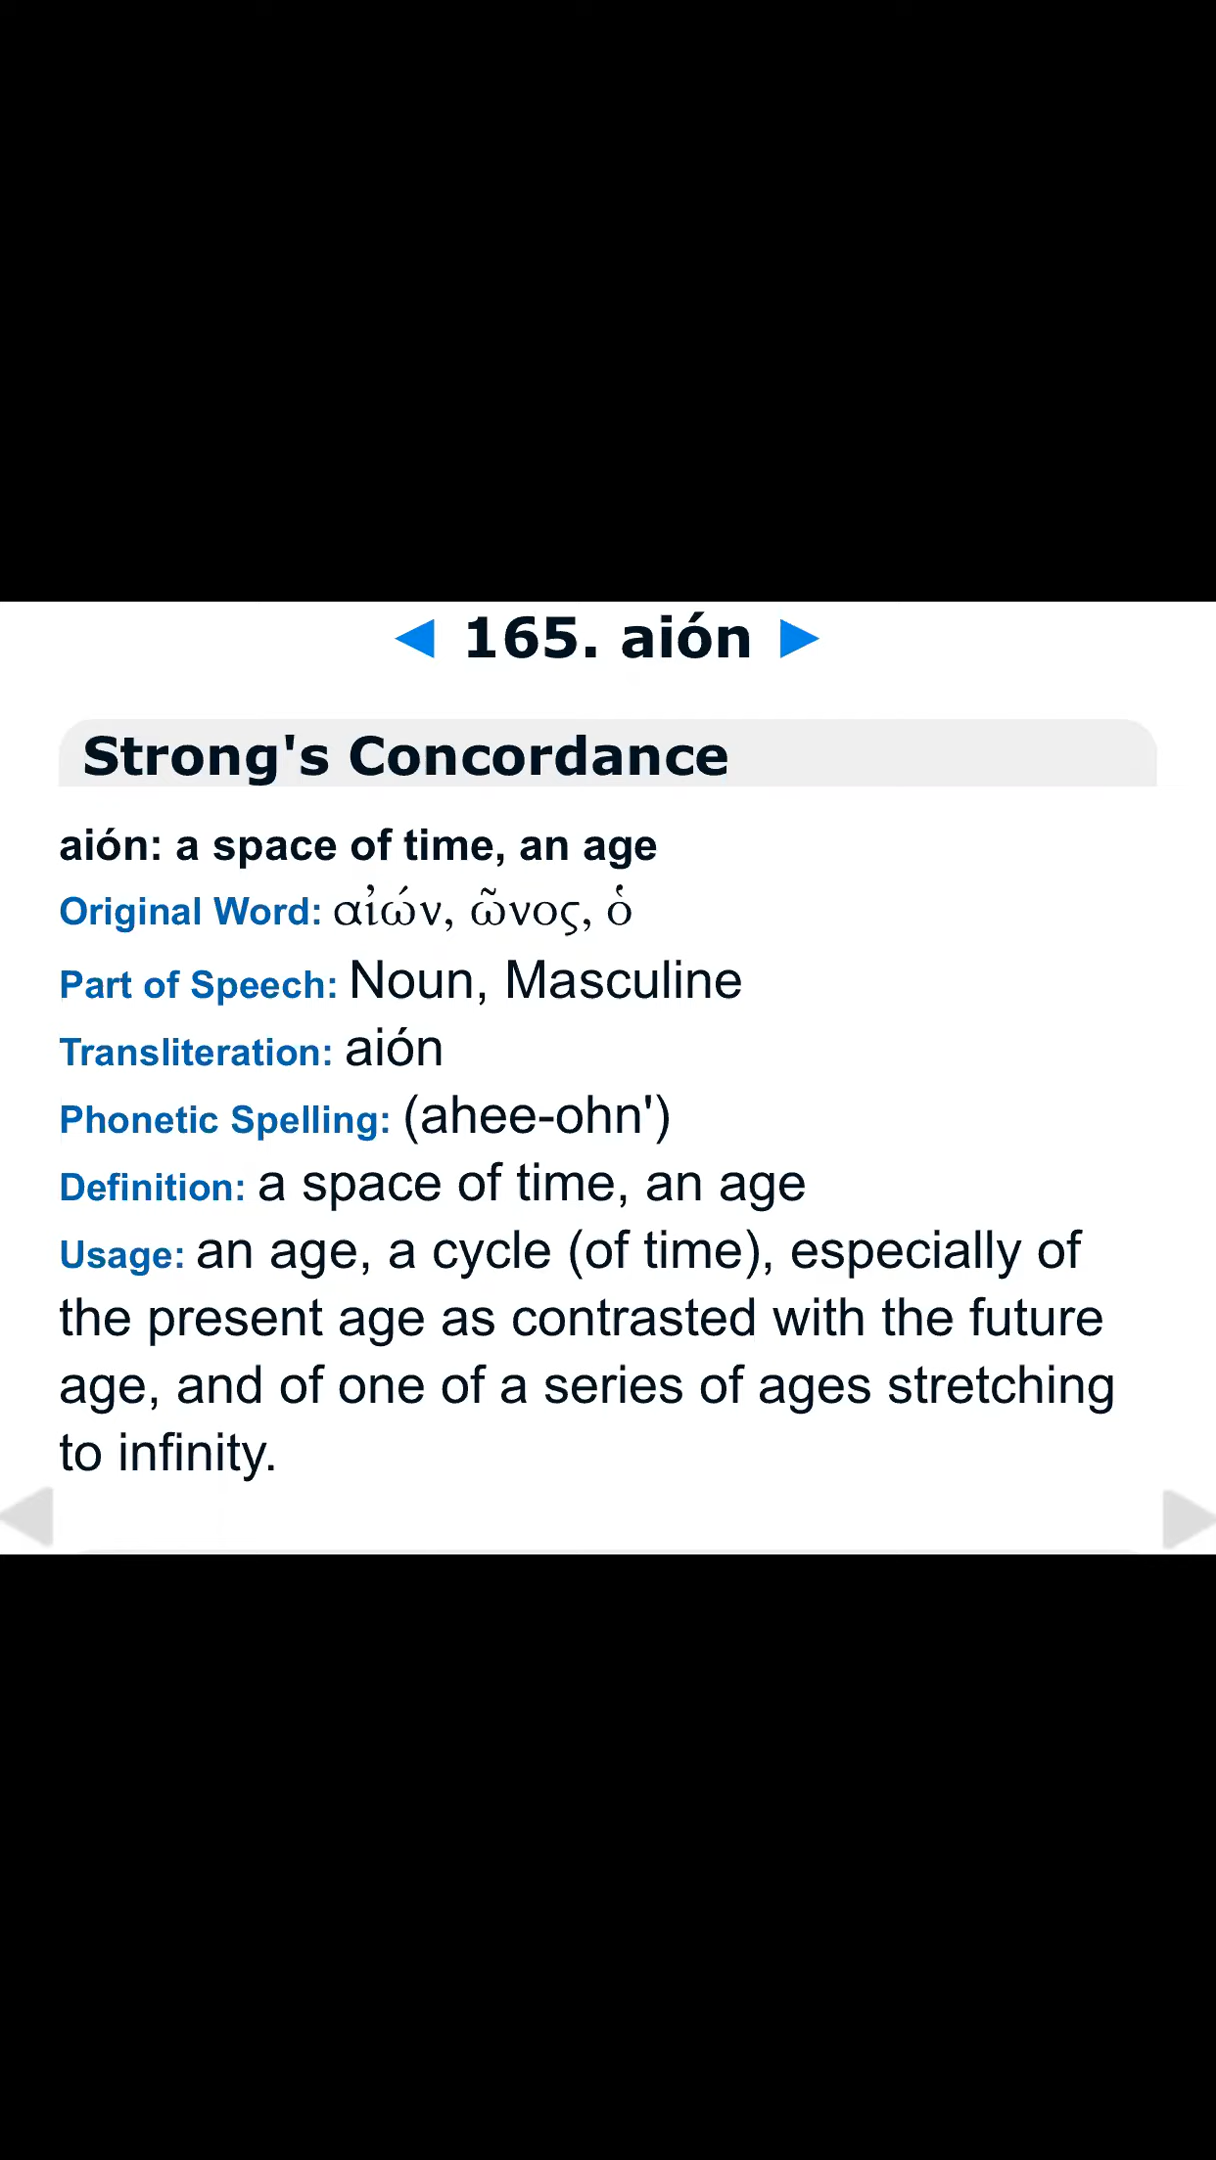 ◀ 165. aión ▶
Strong's Concordance
aión: a space of time, an age
Original Word: αἰών, ῶνος, ὁ
Part of Speech: Noun, Masculine
Transliteration: aión
Phonetic Spelling: (ahee-ohn')
Definition: a space of time, an age
Usage: an age, a cycle (of time), especially of
the present age as contrasted with the future
age, and of one of a series of ages stretching
to infinity.